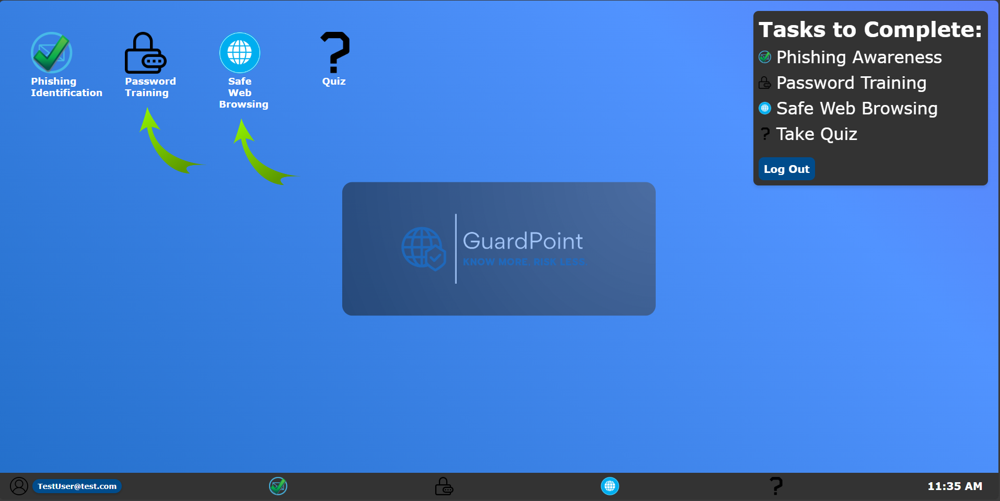 Phishing
Identification
Password
Training
Safe
Web
Browsing
Quiz
Tasks to Complete:
Phishing Awareness
Password Training
Safe Web Browsing
Take Quiz
Log Out
GuardPoint
KNOW MORE. RISK LESS
TestUser@test.com
11:35 AM